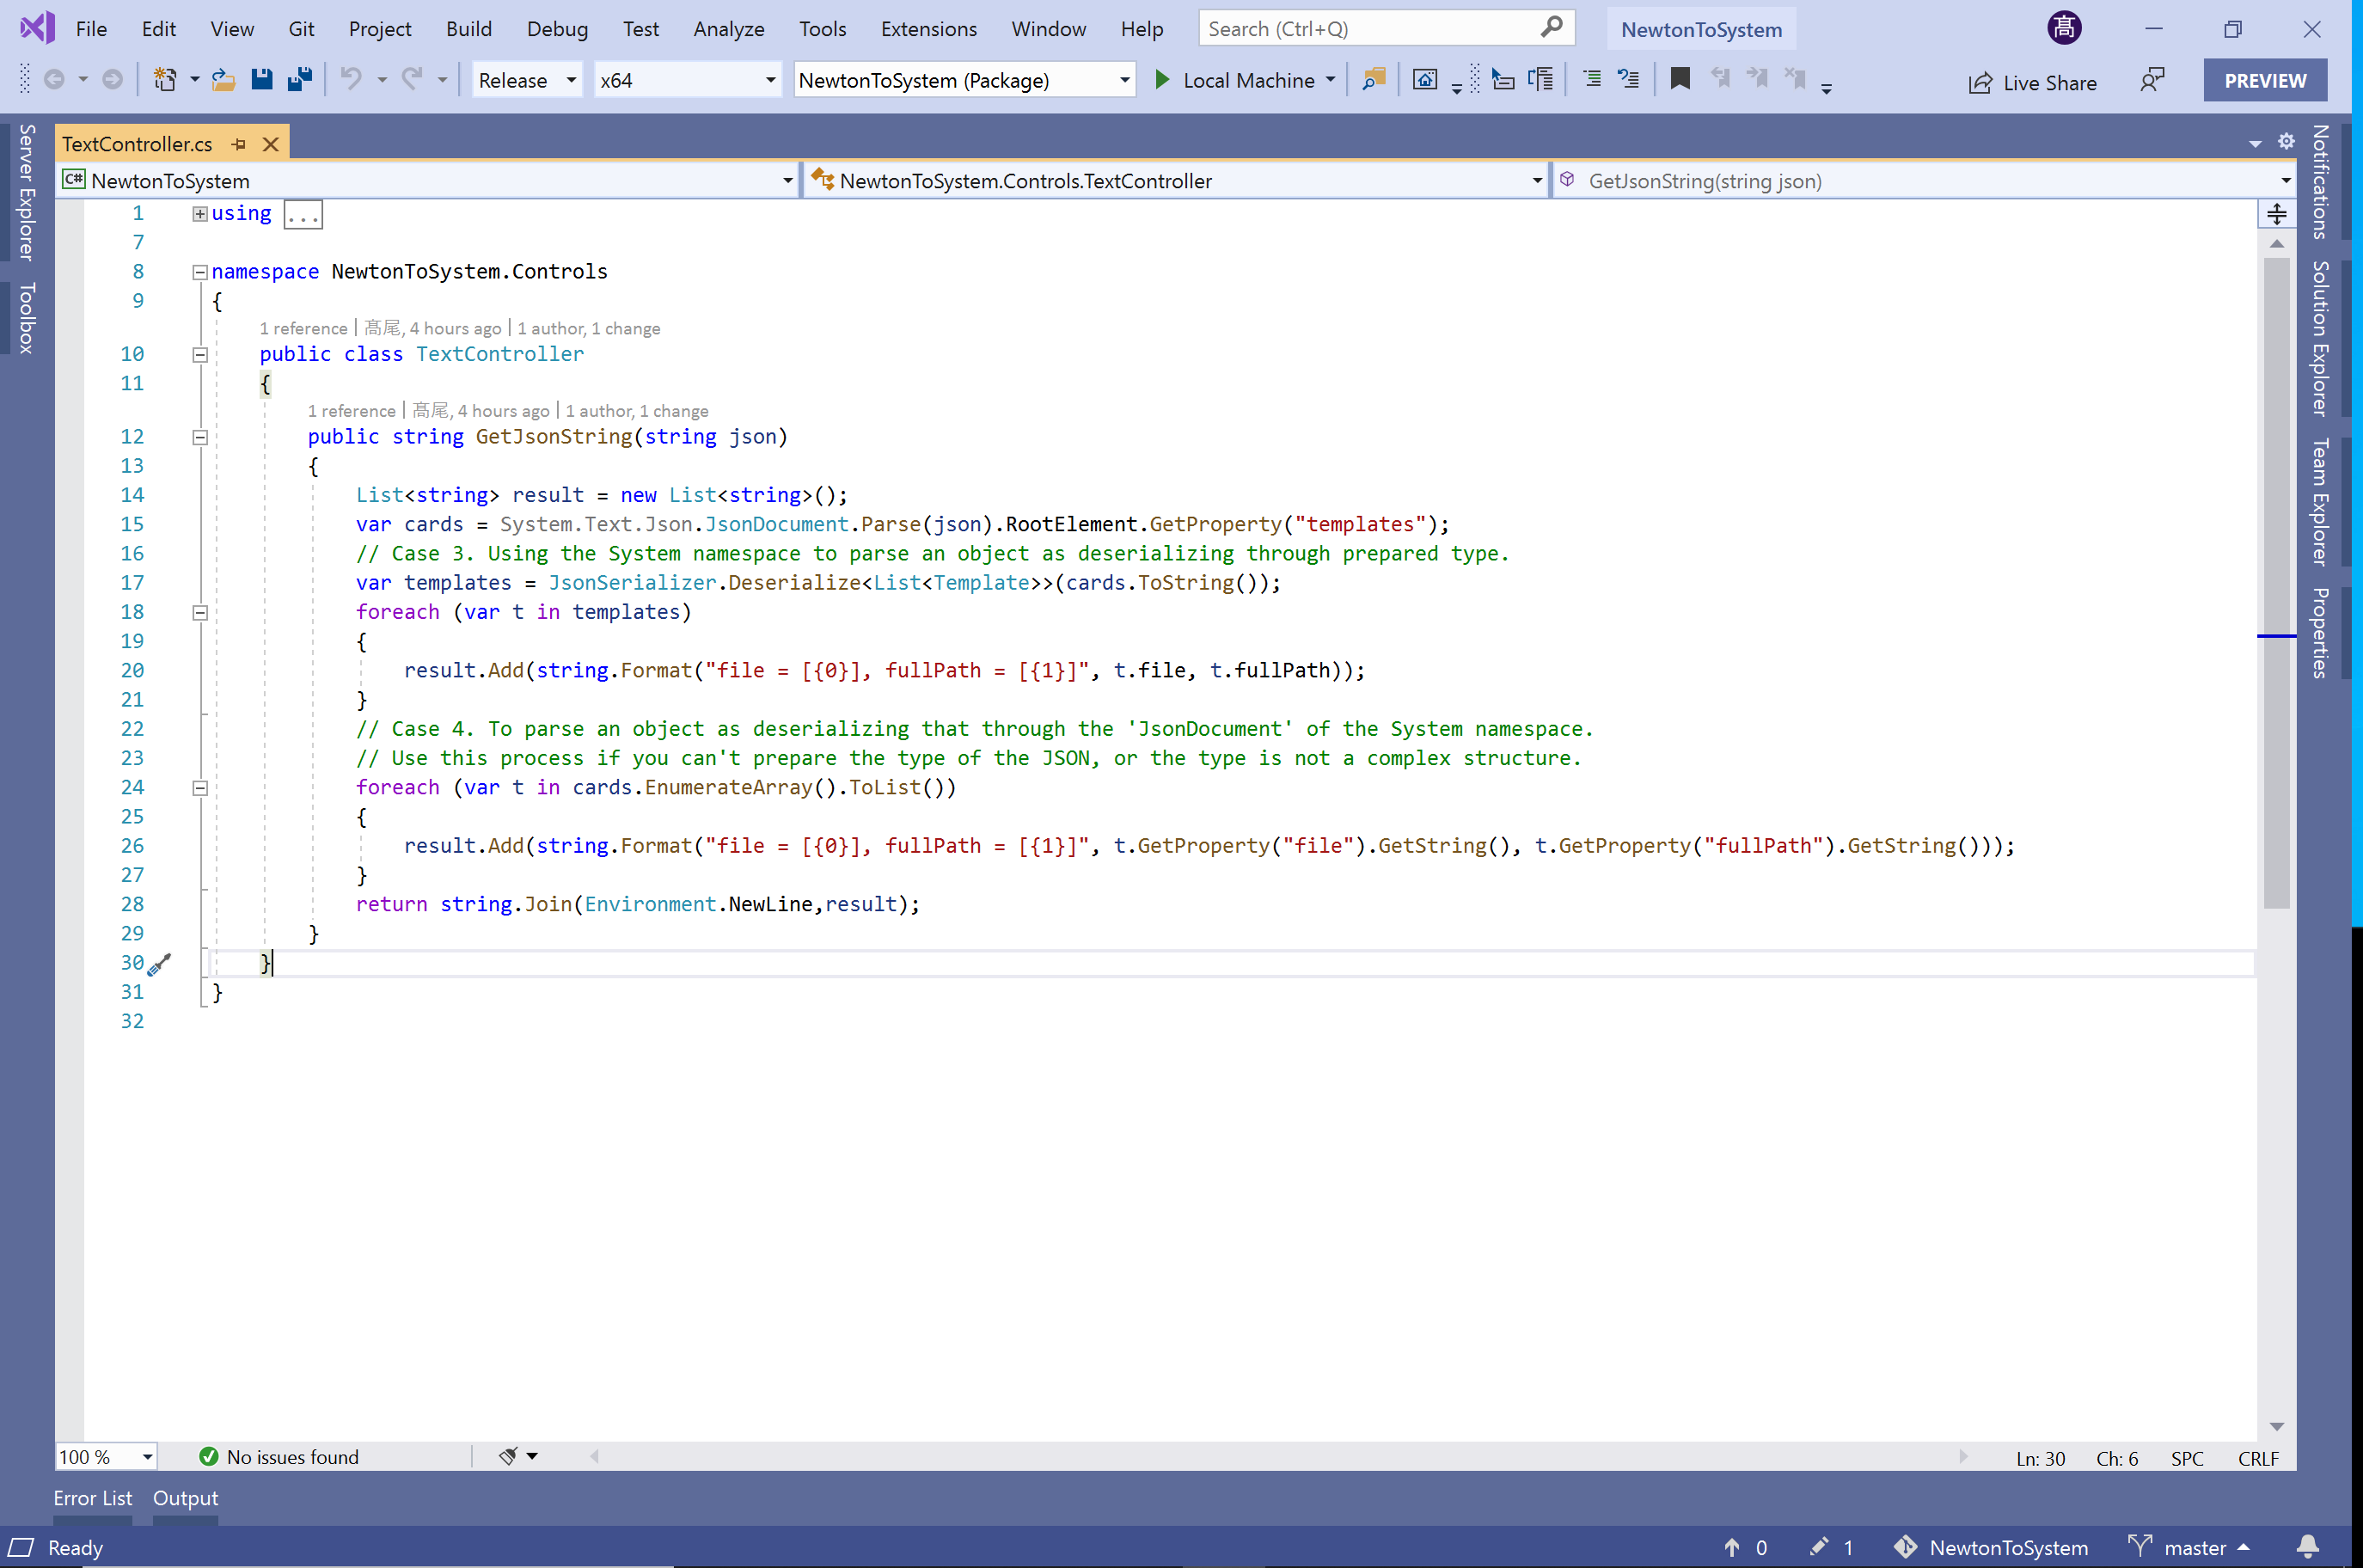 File Edit View Git Project Build Debug Test Analyze Tools Extensions Window Help Search (Ctrl+Q) NewtonToSystem 髙
Release x64 NewtonToSystem (Package) Local Machine Live Share PREVIEW
Server Explorer
Toolbox
TextController.cs
C# NewtonToSystem NewtonToSystem.Controls.TextController GetJsonString(string json)
1 using ...
7
8 namespace NewtonToSystem.Controls
9 {
1 reference | 髙尾, 4 hours ago | 1 author, 1 change
10 public class TextController
11 {
1 reference | 髙尾, 4 hours ago | 1 author, 1 change
12 public string GetJsonString(string json)
13 {
14 List<string> result = new List<string>();
15 var cards = System.Text.Json.JsonDocument.Parse(json).RootElement.GetProperty("templates");
16 // Case 3. Using the System namespace to parse an object as deserializing through prepared type.
17 var templates = JsonSerializer.Deserialize<List<Template>>(cards.ToString());
18 foreach (var t in templates)
19 {
20 result.Add(string.Format("file = [{0}], fullPath = [{1}]", t.file, t.fullPath));
21 }
22 // Case 4. To parse an object as deserializing that through the 'JsonDocument' of the System namespace.
23 // Use this process if you can't prepare the type of the JSON, or the type is not a complex structure.
24 foreach (var t in cards.EnumerateArray().ToList())
25 {
26 result.Add(string.Format("file = [{0}], fullPath = [{1}]", t.GetProperty("file").GetString(), t.GetProperty("fullPath").GetString()));
27 }
28 return string.Join(Environment.NewLine,result);
29 }
30 }
31 }
32
Notifications
Solution Explorer
Team Explorer
Properties
100 % No issues found Ln: 30 Ch: 6 SPC CRLF
Error List Output
Ready 0 1 NewtonToSystem master